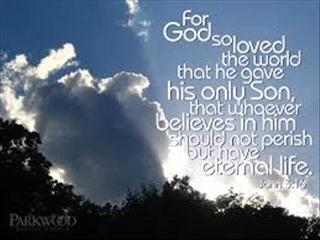 For
God so loved
the world
that he gave
his only Son,
that whoever
believes in him
should not perish
but have
eternal life.
John 3:16
PARKWOOD